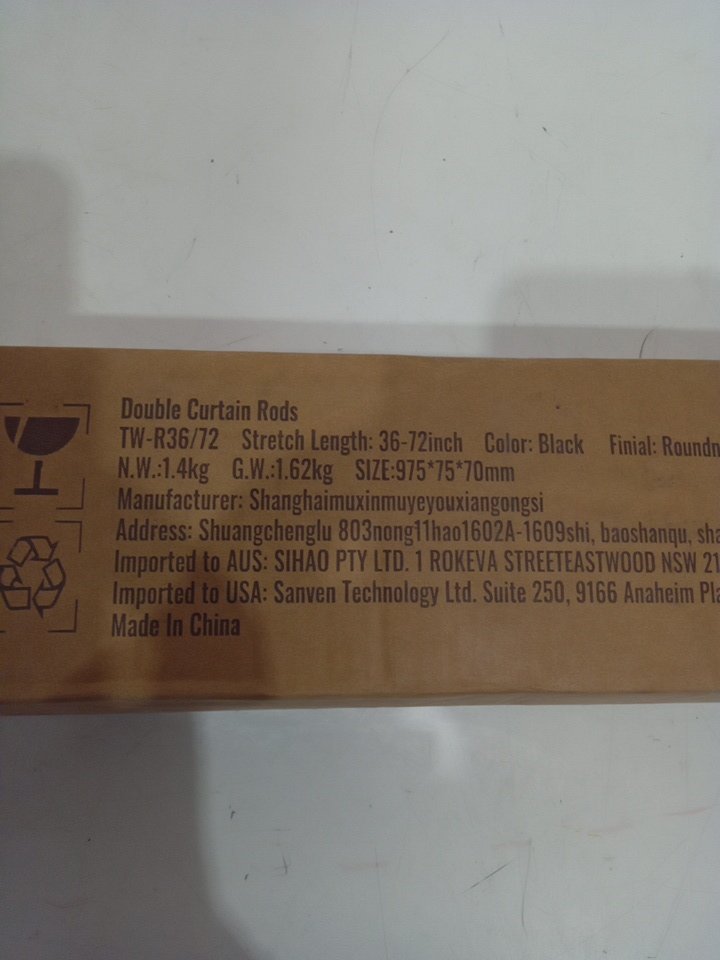 Double Curtain Rods
TW-R36/72 Stretch Length: 36-72inch Color: Black Finial: Roundn
N.W.:1.4kg G.W.:1.62kg SIZE:975*75*70mm
Manufacturer: Shanghaimuxinmuyeyouxiangongsi
Address: Shuangchenglu 803nong11hao1602A-1609shi, baoshanqu, sha
Imported to AUS: SIHAO PTY LTD. 1 ROKEVA STREETEASTWOOD NSW 21
Imported to USA: Sanven Technology Ltd. Suite 250, 9166 Anaheim Pla
Made In China